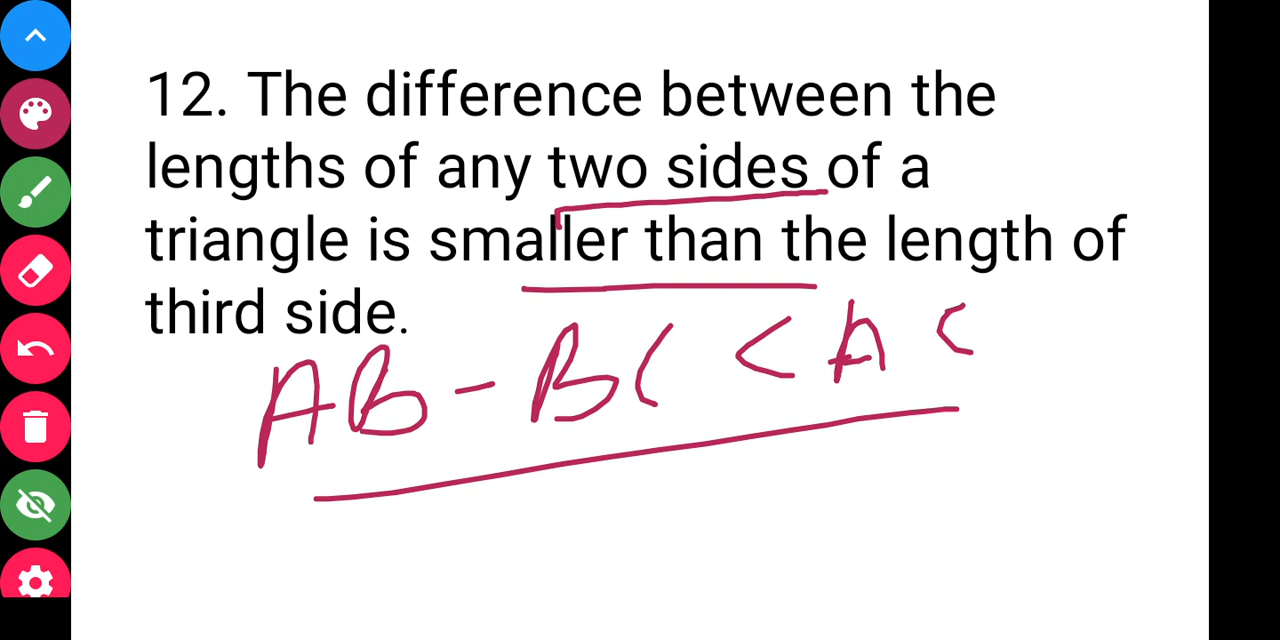 12. The difference between the
lengths of any two sides of a
triangle is smaller than the length of
third side.
AB - BC < AC